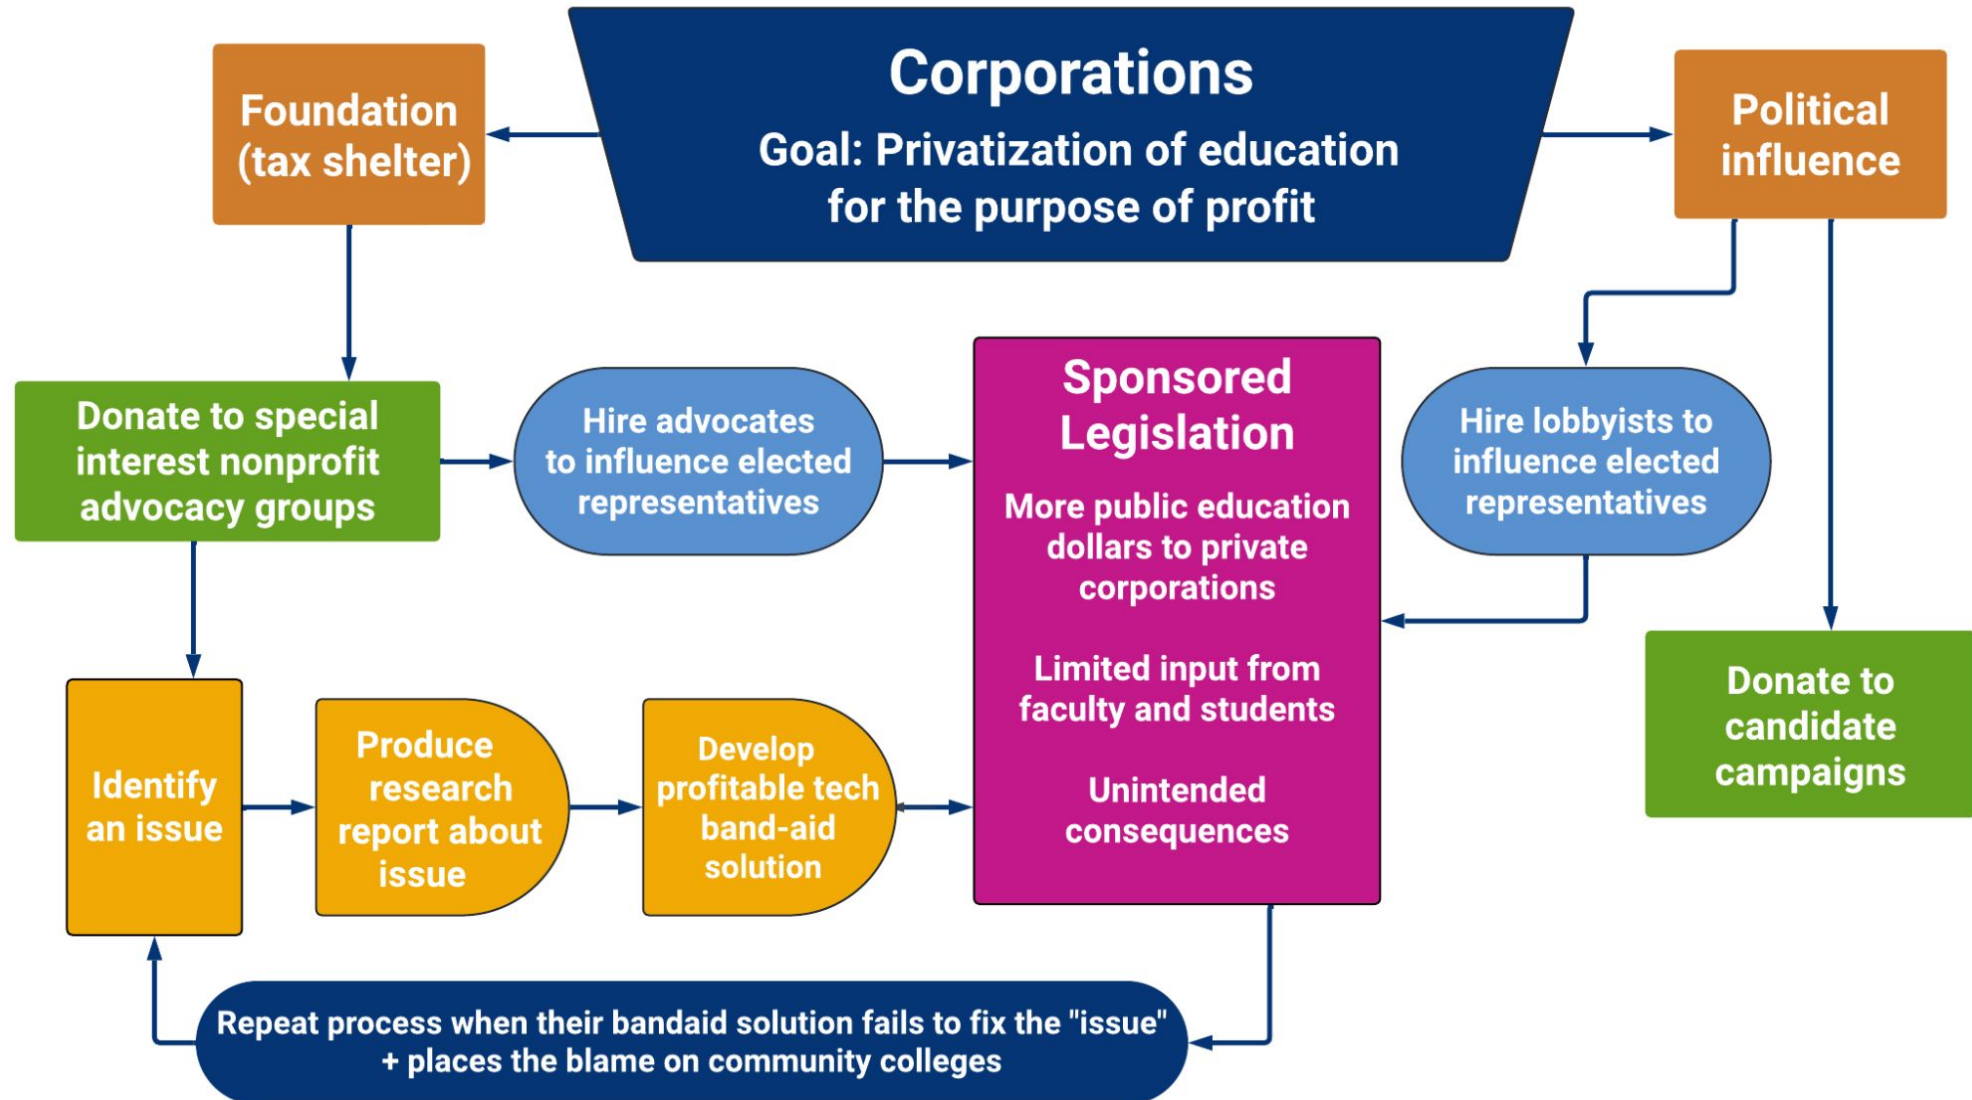 Corporations
Goal: Privatization of education
for the purpose of profit
Foundation
(tax shelter)
Political
influence
Donate to special
interest nonprofit
advocacy groups
Hire advocates
to influence elected
representatives
Sponsored
Legislation
More public education
dollars to private
corporations
Limited input from
faculty and students
Unintended
consequences
Hire lobbyists to
influence elected
representatives
Donate to
candidate
campaigns
Identify
an issue
Produce
research
report about
issue
Develop
profitable tech
band-aid
solution
Repeat process when their bandaid solution fails to fix the "issue"
+ places the blame on community colleges